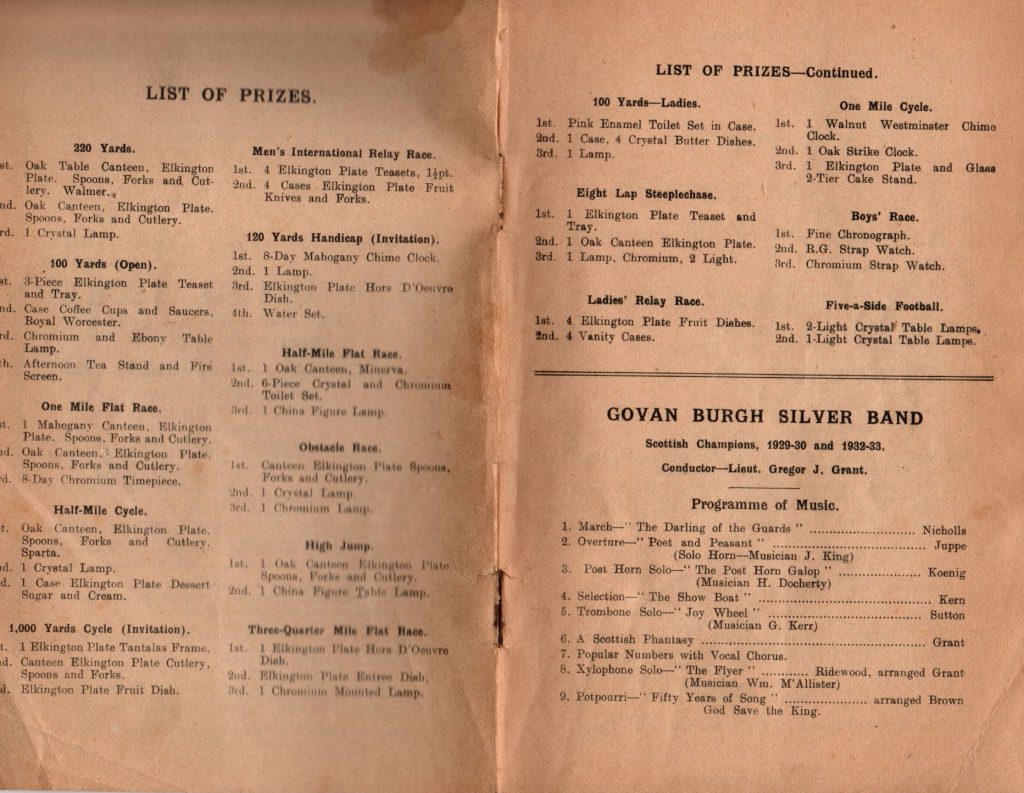 LIST OF PRIZES.
220 Yards.
st. Oak Table Canteen, Elkington
Plate. Spoons, Forks and Cut-
lery. Walmer.
nd. Oak Canteen, Elkington Plate.
Spoons, Forks and Cutlery.
rd. 1 Crystal Lamp.
100 Yards (Open).
st. 3-Piece Elkington Plate Teaset
and Tray.
nd. Case Coffee Cups and Saucers.
Royal Worcester.
rd. Chromium and Ebony Table
Lamp.
th. Afternoon Tea Stand and Fire
Screen.
One Mile Flat Race.
st. 1 Mahogany Canteen, Elkington
Plate. Spoons, Forks and Cutlery.
nd. Oak Canteen, Elkington Plate.
Spoons, Forks and Cutlery.
rd. 8-Day Chromium Timepiece.
Half-Mile Cycle.
t. Oak Canteen, Elkington Plate.
Spoons, Forks and Cutlery.
Sparta.
d. 1 Crystal Lamp.
d. 1 Case Elkington Plate Dessert
Sugar and Cream.
1,000 Yards Cycle (Invitation).
t. 1 Elkington Plate Tantalas Frame.
d. Canteen Elkington Plate Cutlery,
Spoons and Forks.
d. Elkington Plate Fruit Dish.
Men's International Relay Race.
1st. 4 Elkington Plate Teasets, 1½pt.
2nd. 4 Cases Elkington Plate Fruit
Knives and Forks.
120 Yards Handicap (Invitation).
1st. 8-Day Mahogany Chime Clock.
2nd. 1 Lamp.
3rd. Elkington Plate Hors D'Oeuvre
Dish.
4th. Water Set.
Half-Mile Flat Race.
1st. 1 Oak Canteen, Minerva.
2nd. 6-Piece Crystal and Chromium
Toilet Set.
3rd. 1 China Figure Lamp.
Obstacle Race.
1st. Canteen Elkington Plate Spoons,
Forks and Cutlery.
2nd. 1 Crystal Lamp.
3rd. 1 Chromium Lamp.
High Jump.
1st. 1 Oak Canteen Elkington Plate
Spoons, Forks and Cutlery.
2nd. 1 China Figure Table Lamp.
Three-Quarter Mile Flat Race.
1st. 1 Elkington Plate Hors D'Oeuvre
Dish.
2nd. Elkington Plate Entree Dish.
3rd. 1 Chromium Mounted Lamp.
LIST OF PRIZES—Continued.
100 Yards—Ladies.
1st. Pink Enamel Toilet Set in Case.
2nd. 1 Case, 4 Crystal Butter Dishes.
3rd. 1 Lamp.
Eight Lap Steeplechase.
1st. 1 Elkington Plate Teaset and
Tray.
2nd. 1 Oak Canteen Elkington Plate.
3rd. 1 Lamp, Chromium, 2 Light.
Ladies' Relay Race.
1st. 4 Elkington Plate Fruit Dishes.
2nd. 4 Vanity Cases.
One Mile Cycle.
1st. 1 Walnut Westminster Chime
Clock.
2nd. 1 Oak Strike Clock.
3rd. 1 Elkington Plate and Glass
2-Tier Cake Stand.
Boys' Race.
1st. Fine Chronograph.
2nd. R.G. Strap Watch.
3rd. Chromium Strap Watch.
Five-a-Side Football.
1st. 2-Light Crystal Table Lamps.
2nd. 1-Light Crystal Table Lamps.
GOVAN BURGH SILVER BAND
Scottish Champions, 1929-30 and 1932-33.
Conductor—Lieut. Gregor J. Grant.
Programme of Music.
1. March—" The Darling of the Guards " ........................ Nicholls
2. Overture—" Poet and Peasant " ................................ Juppe
(Solo Horn—Musician J. King)
3. Post Horn Solo—" The Post Horn Galop " .................. Koenig
(Musician H. Docherty)
4. Selection—" The Show Boat " .................................... Kern
5. Trombone Solo—" Joy Wheel " .................................. Sutton
(Musician G. Kerr)
6. A Scottish Phantasy ................................................ Grant
7. Popular Numbers with Vocal Chorus.
8. Xylophone Solo—" The Flyer " ............ Ridewood, arranged Grant
(Musician Wm. M'Allister)
9. Potpourri—" Fifty Years of Song " .................... arranged Brown
God Save the King.